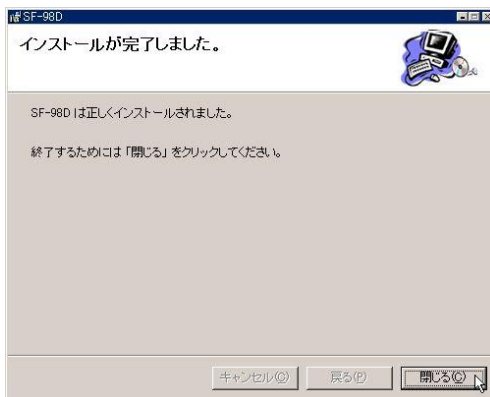 SF-98D
インストールが完了しました。
SF-98D は正しくインストールされました。
終了するためには「閉じる」をクリックしてください。
キャンセル(C) 戻る(P) 閉じる(C)